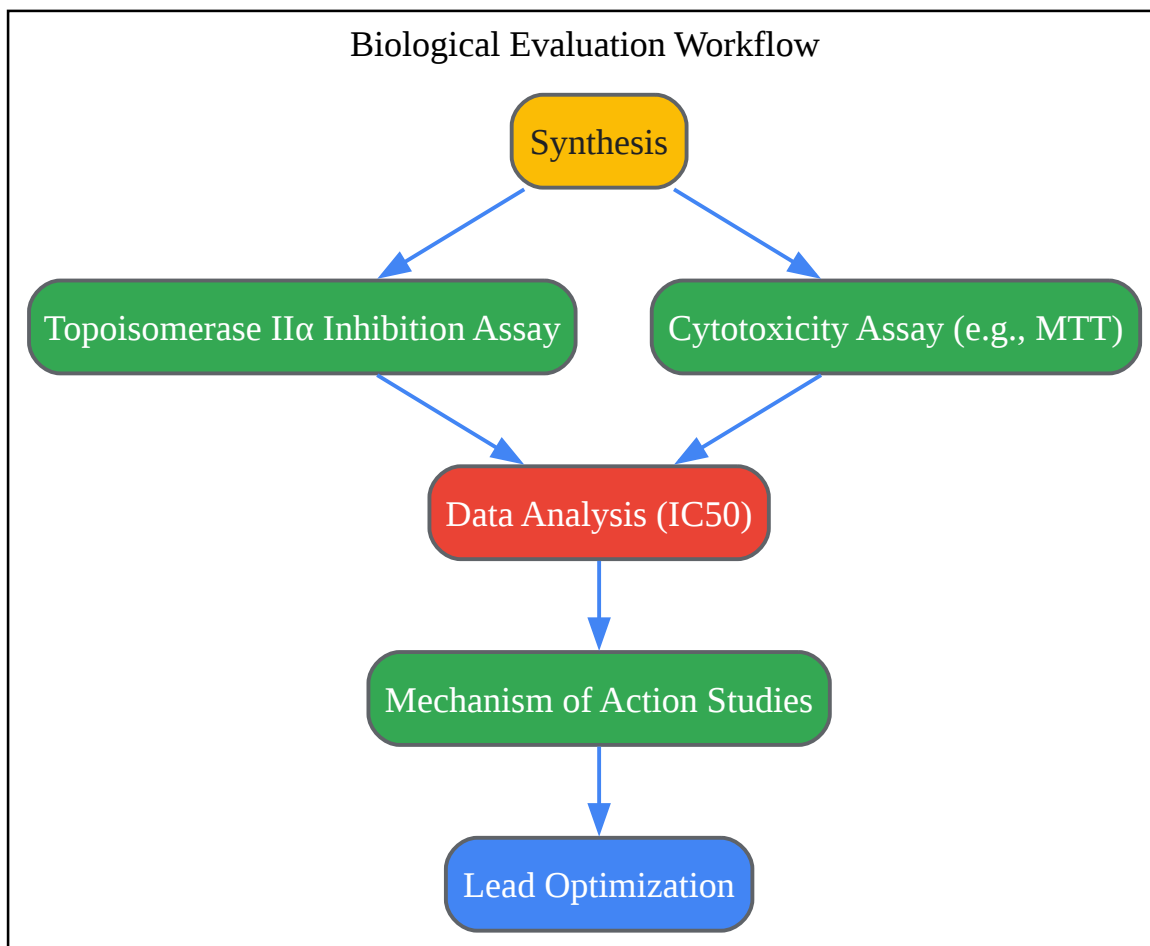 Biological Evaluation Workflow
Synthesis
Topoisomerase IIα Inhibition Assay
Cytotoxicity Assay (e.g., MTT)
Data Analysis (IC50)
Mechanism of Action Studies
Lead Optimization